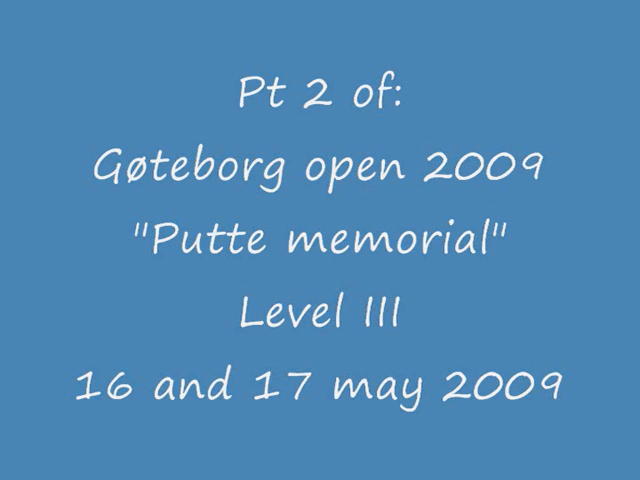 Pt 2 of:
Gøteborg open 2009
"Putte memorial"
Level III
16 and 17 may 2009